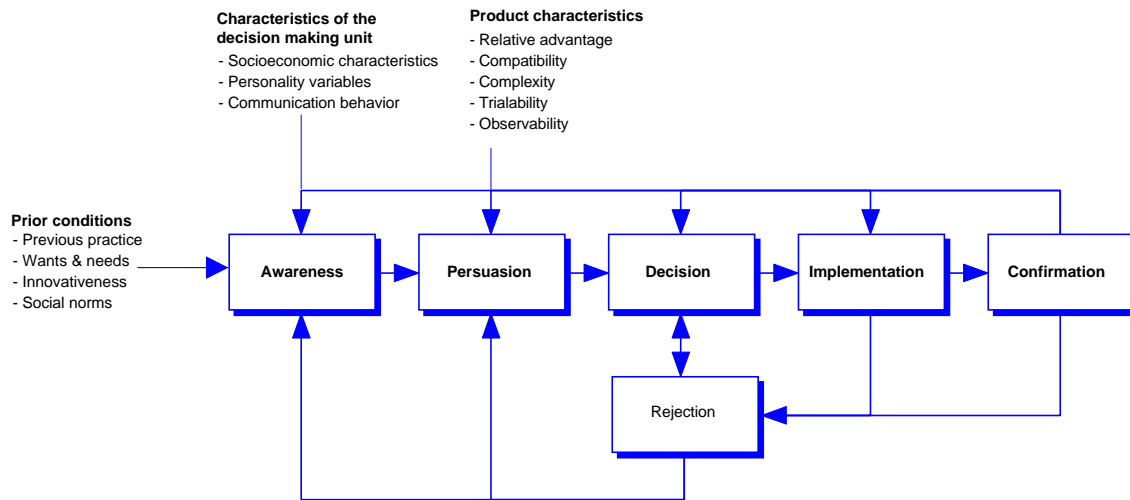 Characteristics of the
decision making unit
- Socioeconomic characteristics
- Personality variables
- Communication behavior
Product characteristics
- Relative advantage
- Compatibility
- Complexity
- Trialability
- Observability
Prior conditions
- Previous practice
- Wants & needs
- Innovativeness
- Social norms
Awareness
Persuasion
Decision
Implementation
Confirmation
Rejection